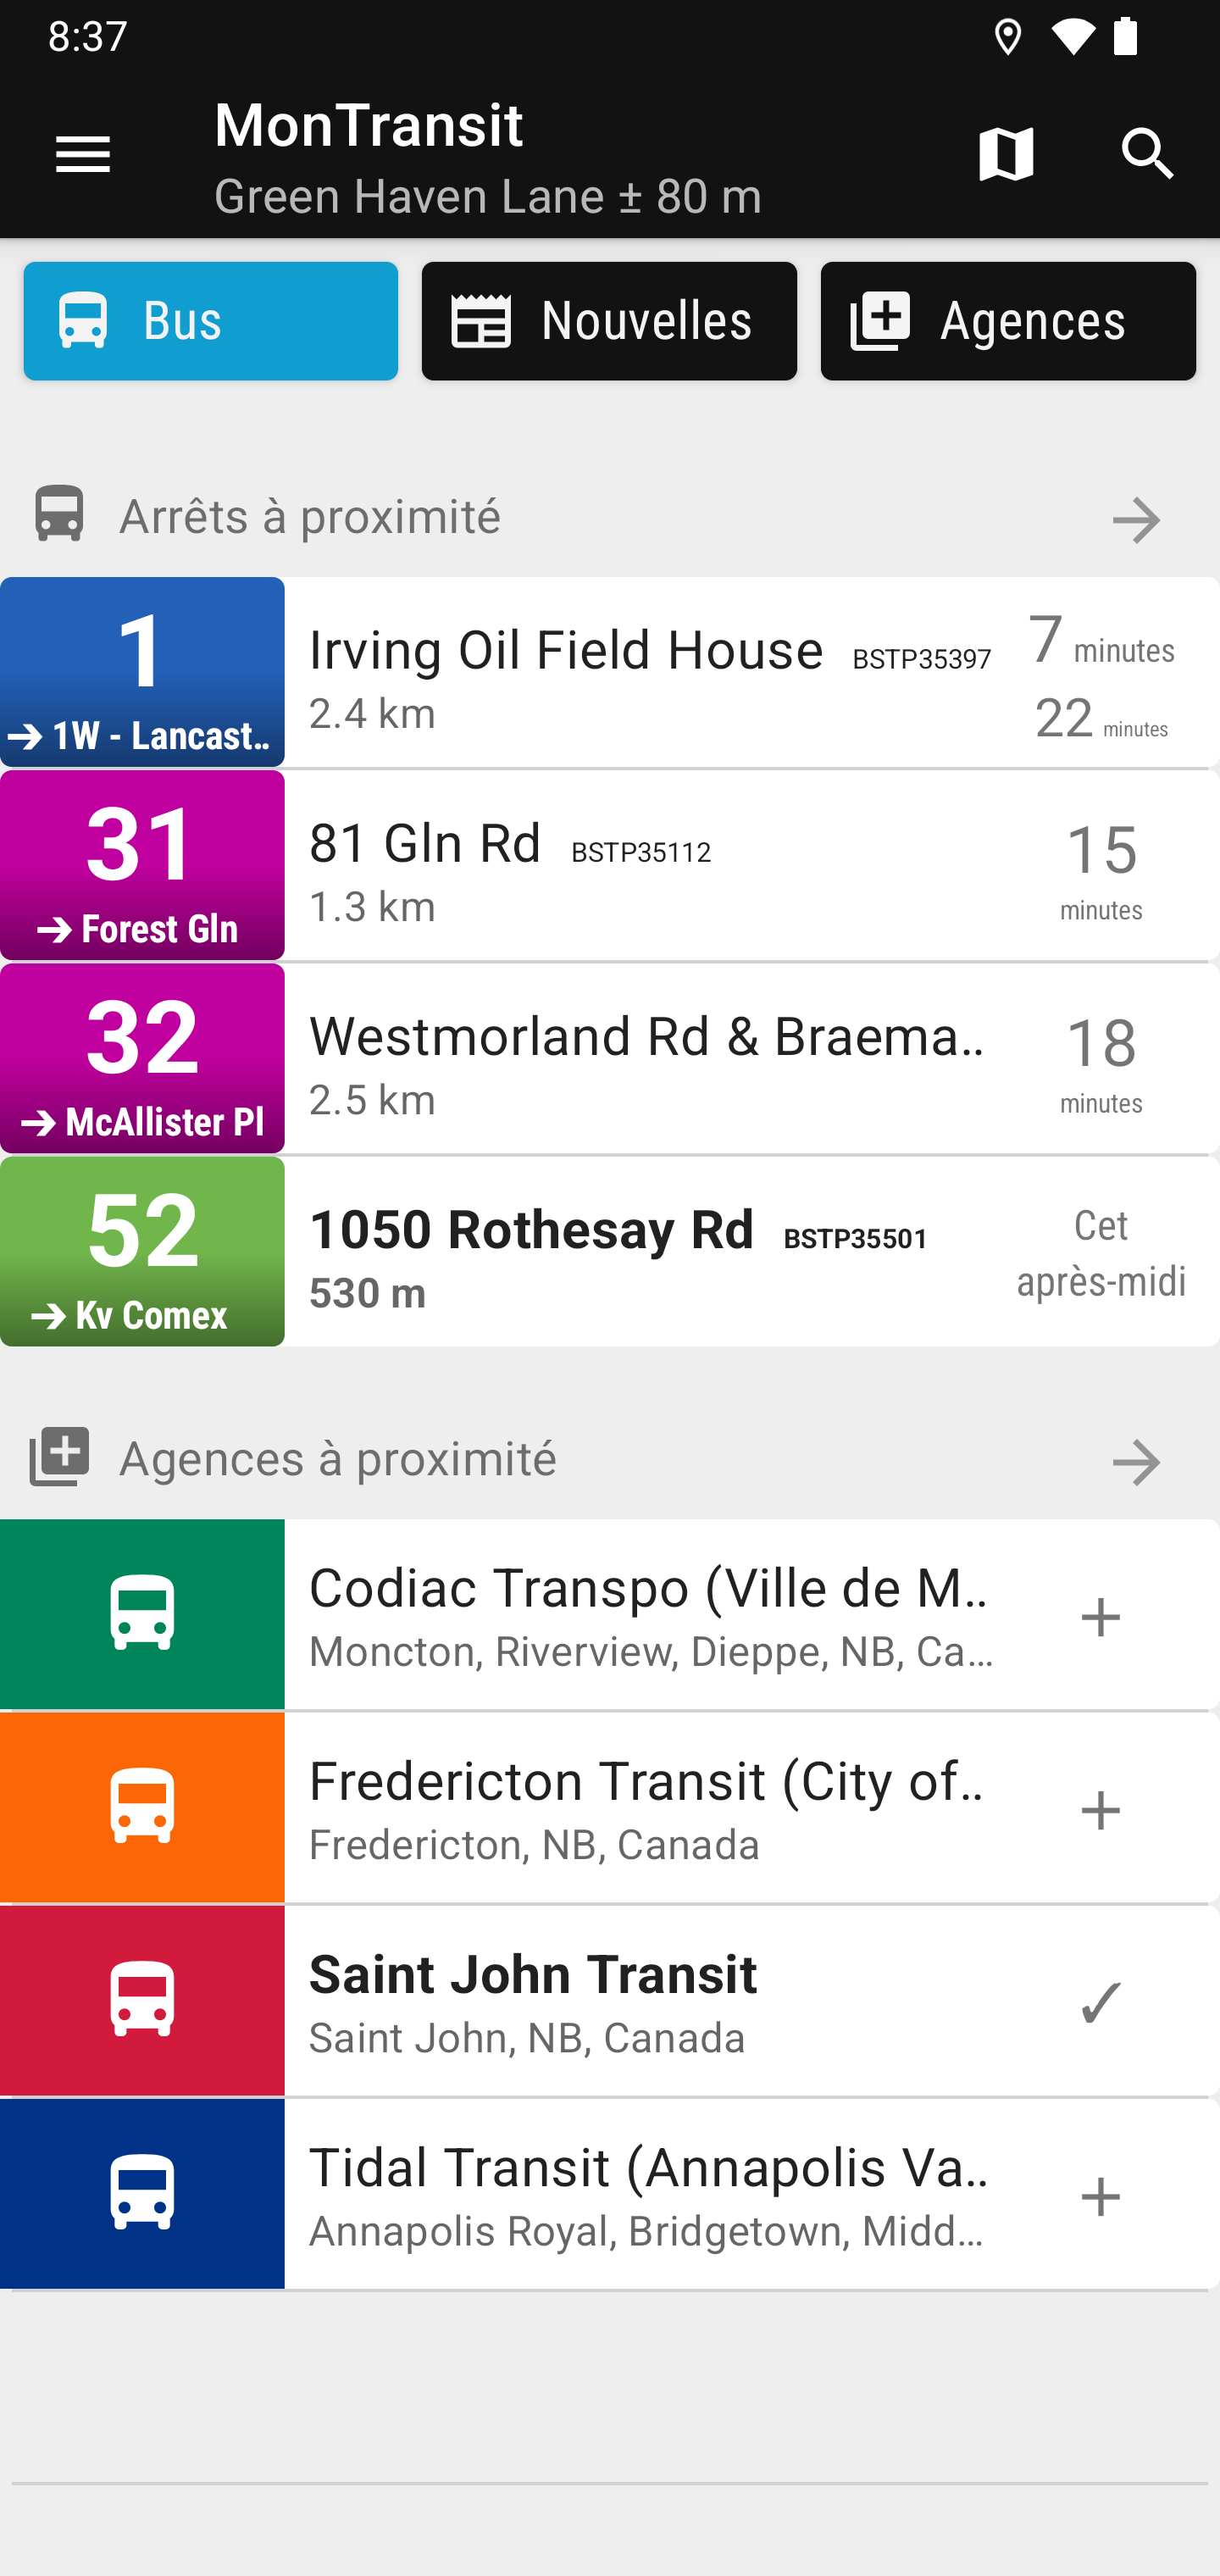 8:37
MonTransit
Green Haven Lane ± 80 m
Bus
Nouvelles
Agences
Arrêts à proximité
1
→ 1W - Lancast…
Irving Oil Field House BSTP35397
2.4 km
7 minutes
22 minutes
31
→ Forest Gln
81 Gln Rd BSTP35112
1.3 km
15
minutes
32
→ McAllister Pl
Westmorland Rd & Braema..
2.5 km
18
minutes
52
→ Kv Comex
1050 Rothesay Rd BSTP35501
530 m
Cet
après-midi
Agences à proximité
Codiac Transpo (Ville de M..
Moncton, Riverview, Dieppe, NB, Ca…
Fredericton Transit (City of..
Fredericton, NB, Canada
Saint John Transit
Saint John, NB, Canada
✓
Tidal Transit (Annapolis Va..
Annapolis Royal, Bridgetown, Midd…